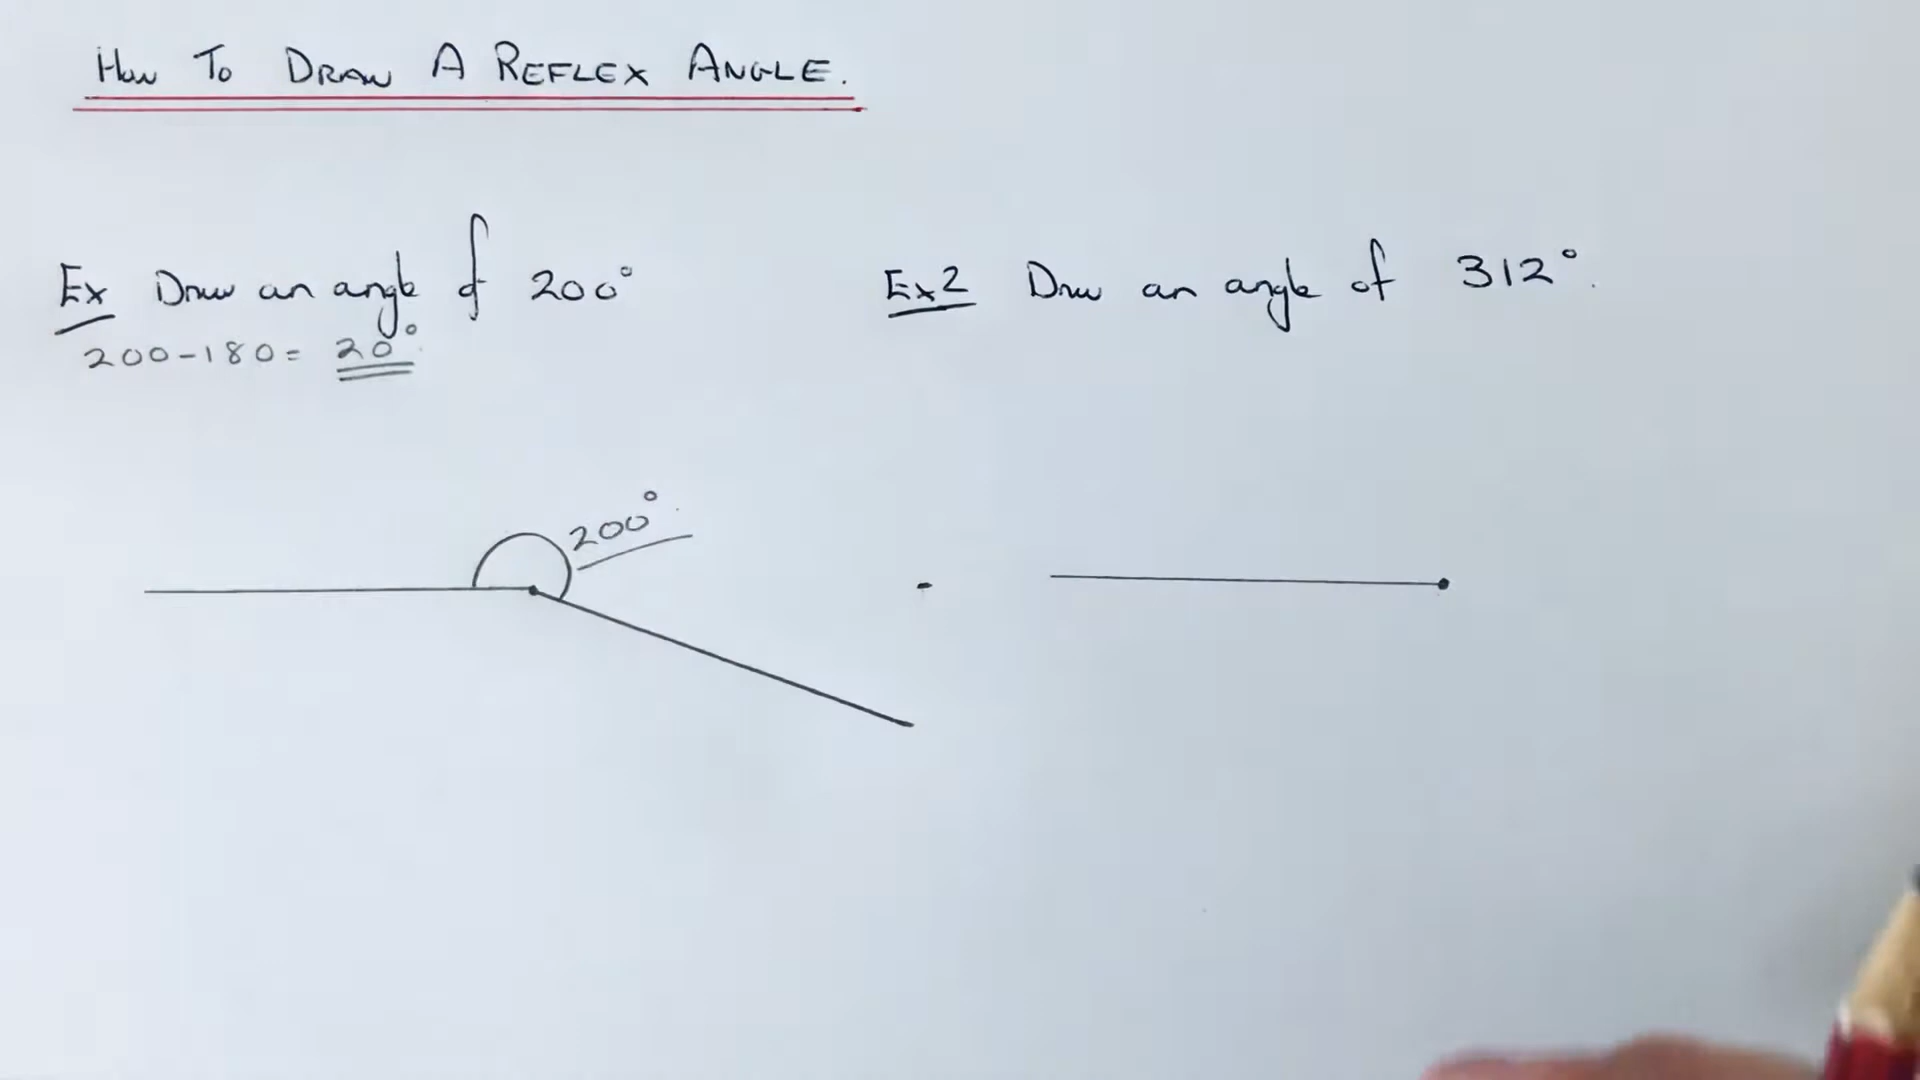 How To DRAW A REFLEX ANGLE.
Ex Draw an angle of 200°
200-180= 20°
200°
Ex2 Draw an angle of 312°.